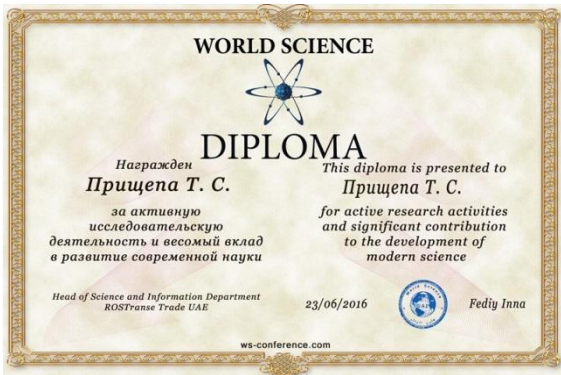 WORLD SCIENCE
DIPLOMA
Награжден
Прищепа Т. С.
за активную
исследовательскую
деятельность и весомый вклад
в развитие современной науки
This diploma is presented to
Прищепа Т. С.
for active research activities
and significant contribution
to the development of
modern science
Head of Science and Information Department
ROSTranse Trade UAE
23/06/2016
World Science
Fediy Inna
ws-conference.com